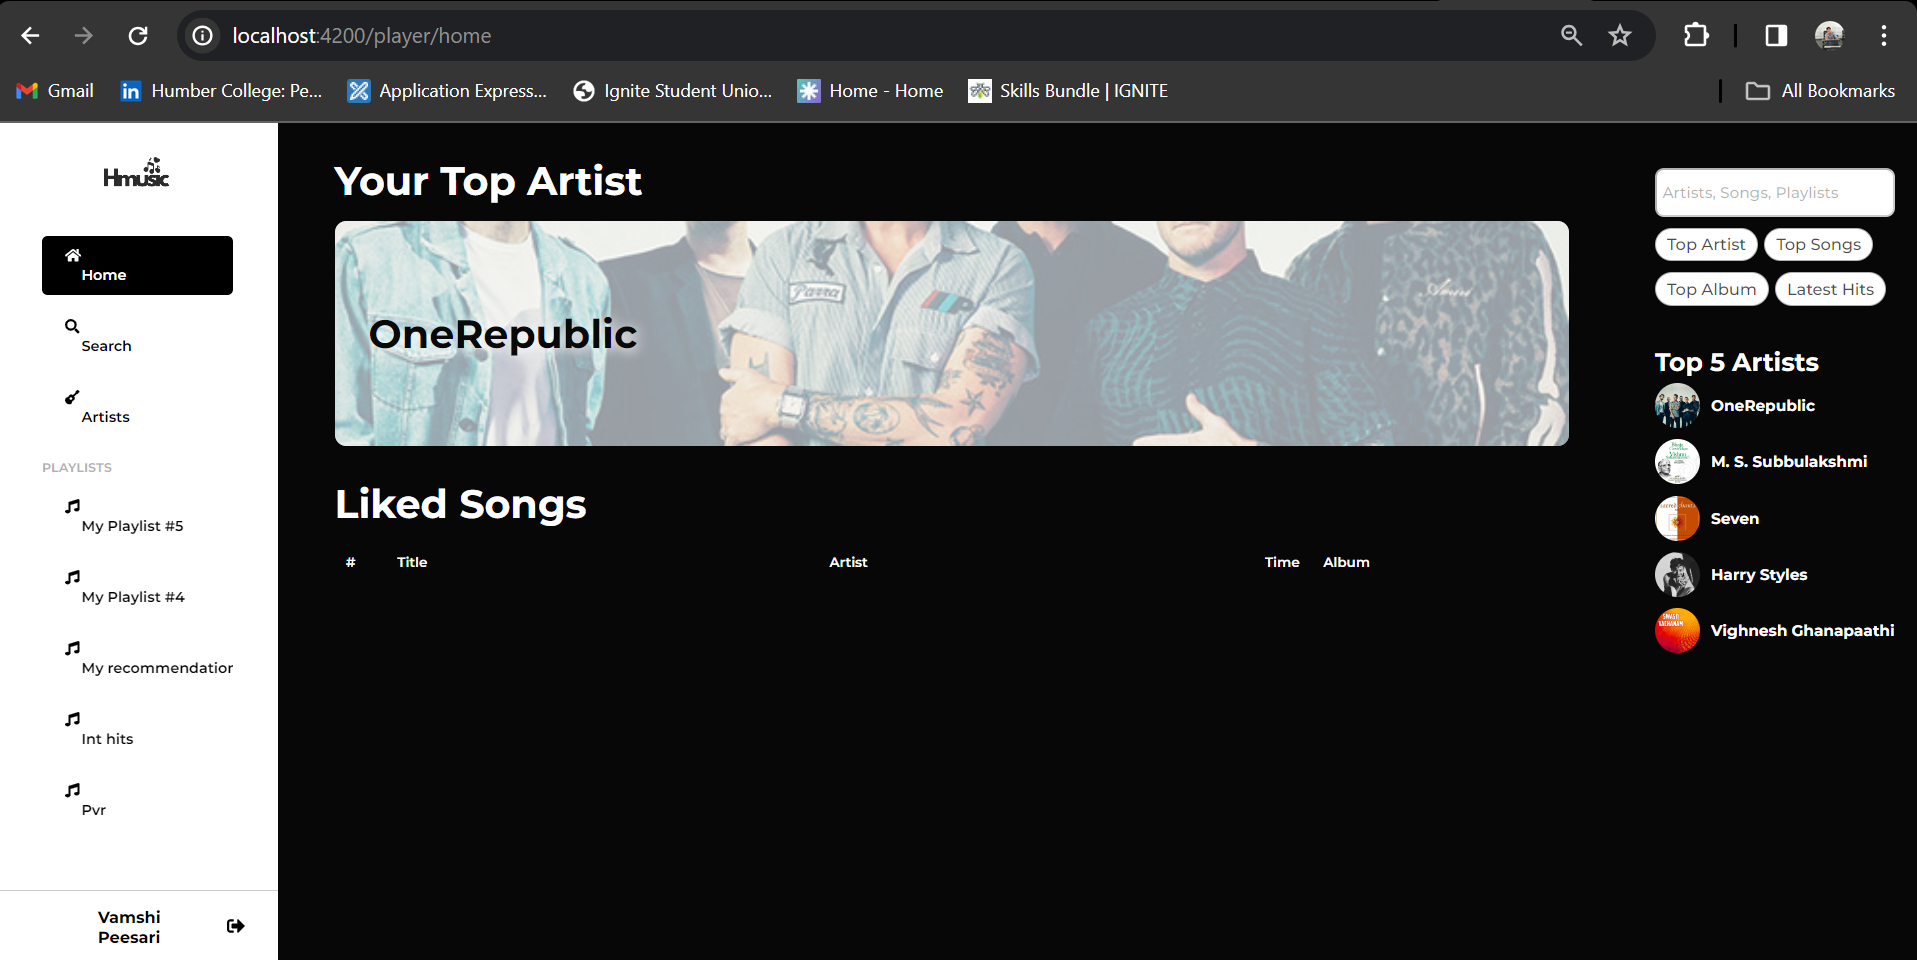 localhost:4200/player/home
Gmail
Humber College: Pe...
Application Express...
Ignite Student Unio...
Home - Home
Skills Bundle | IGNITE
All Bookmarks
Hmusic
Home
Search
Artists
PLAYLISTS
My Playlist #5
My Playlist #4
My recommendation
Int hits
Pvr
Vamshi
Peesari
Your Top Artist
Parra
Amiri
OneRepublic
Liked Songs
# Title Artist Time Album
Artists, Songs, Playlists
Top Artist Top Songs
Top Album Latest Hits
Top 5 Artists
OneRepublic
M. S. Subbulakshmi
Seven
Harry Styles
Vighnesh Ghanapaathi